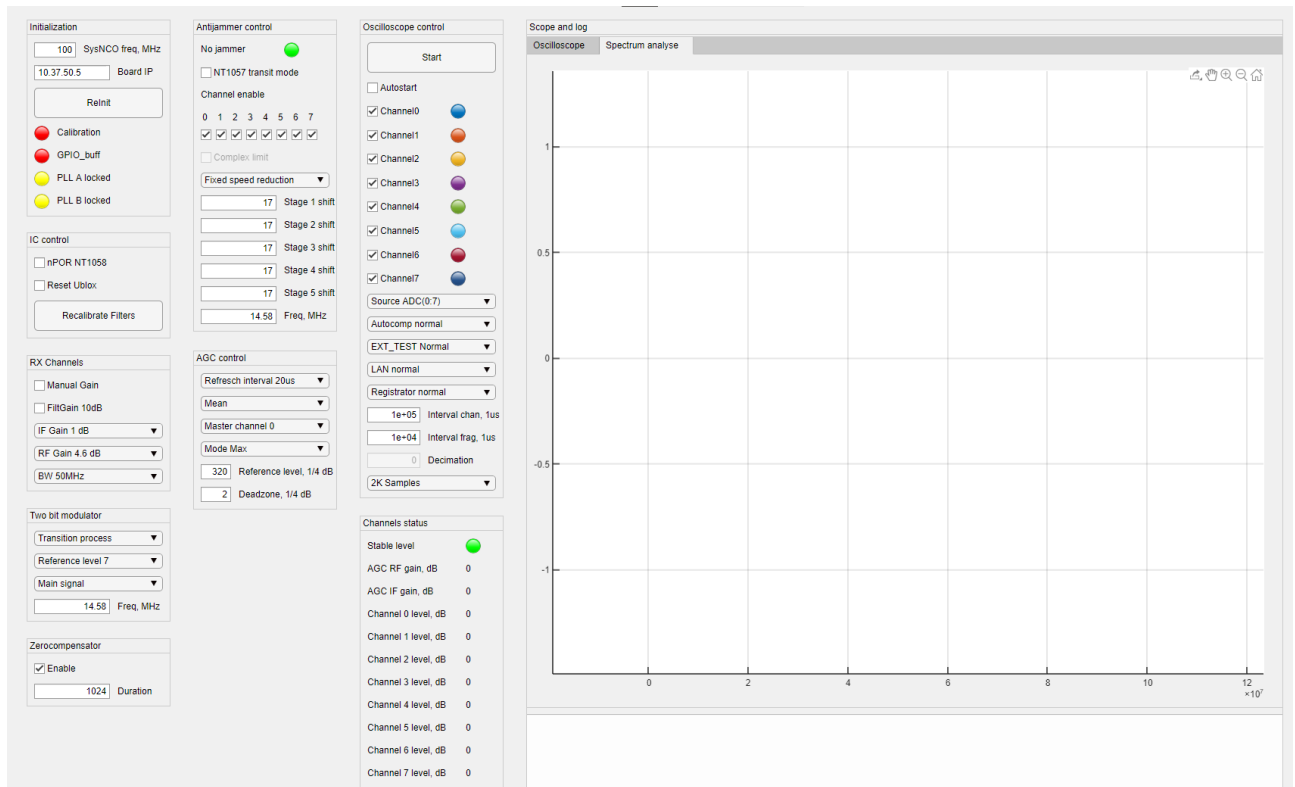 Initialization
100 SysNCO freq, MHz
10.37.50.5 Board IP
ReInit
Calibration
GPIO_buff
PLL A locked
PLL B locked
IC control
nPOR NT1058
Reset Ublox
Recalibrate Filters
RX Channels
Manual Gain
FiltGain 10dB
IF Gain 1 dB
RF Gain 4.6 dB
BW 50MHz
Two bit modulator
Transition process
Reference level 7
Main signal
14.58 Freq, MHz
Zerocompensator
Enable
1024 Duration
Antijammer control
No jammer
NT1057 transit mode
Channel enable
0 1 2 3 4 5 6 7
Complex limit
Fixed speed reduction
17 Stage 1 shift
17 Stage 2 shift
17 Stage 3 shift
17 Stage 4 shift
17 Stage 5 shift
14.58 Freq, MHz
AGC control
Refresch interval 20us
Mean
Master channel 0
Mode Max
320 Reference level, 1/4 dB
2 Deadzone, 1/4 dB
Oscilloscope control
Start
Autostart
Channel0
Channel1
Channel2
Channel3
Channel4
Channel5
Channel6
Channel7
Source ADC(0:7)
Autocomp normal
EXT_TEST Normal
LAN normal
Registrator normal
1e+05 Interval chan, 1us
1e+04 Interval frag, 1us
0 Decimation
2K Samples
Channels status
Stable level
AGC RF gain, dB 0
AGC IF gain, dB 0
Channel 0 level, dB 0
Channel 1 level, dB 0
Channel 2 level, dB 0
Channel 3 level, dB 0
Channel 4 level, dB 0
Channel 5 level, dB 0
Channel 6 level, dB 0
Channel 7 level, dB 0
Scope and log
Oscilloscope Spectrum analyse
1
0.5
0
-0.5
-1
0 2 4 6 8 10 12
×10⁷